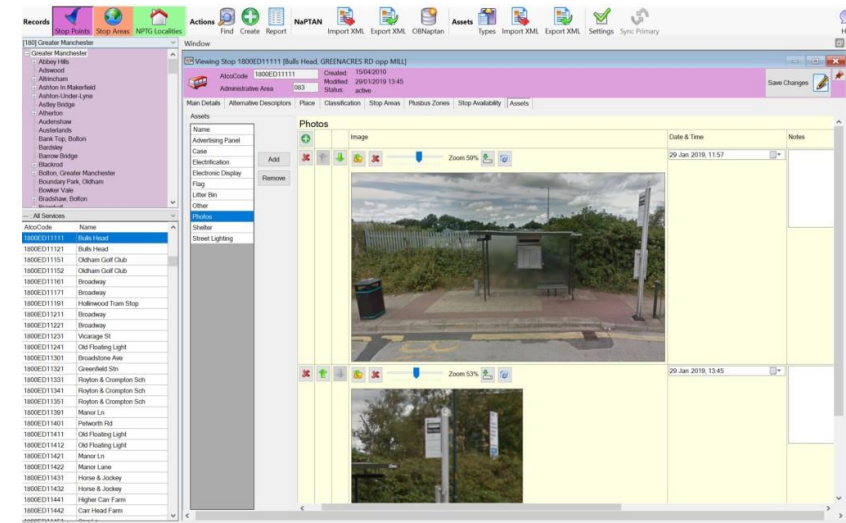 Records
Stop Points
Stop Areas
NPTG Localities
Actions
Find
Create
Report
NaPTAN
Import XML
Export XML
OBNaptan
Assets
Types
Import XML
Export XML
Settings
Sync Primary
[180] Greater Manchester
Window
Greater Manchester
Abbey Hills
Adswood
Altrincham
Ashton In Makerfield
Ashton-Under-Lyne
Astley Bridge
Atherton
Audenshaw
Austerlands
Bank Top, Bolton
Bardsley
Barrow Bridge
Blackrod
Bolton, Greater Manchester
Boundary Park, Oldham
Bowker Vale
Bradshaw, Bolton
Viewing Stop 1800ED11111 [Bulls Head, GREENACRES RD opp MILL]
AtcoCode
1800ED11111
Created: 15/04/2010
Modified: 29/01/2019 13:45
Administrative Area
083
Status: active
Save Changes
Main Details
Alternative Descriptors
Place
Classification
Stop Areas
Plusbus Zones
Stop Availability
Assets
Assets
Name
Advertising Panel
Case
Electrification
Electronic Display
Flag
Litter Bin
Other
Photos
Shelter
Street Lighting
Add
Remove
Photos
Image
Date & Time
Notes
Zoom 59%
29 Jan 2019, 11:57
Zoom 53%
29 Jan 2019, 13:45
All Services
AtcoCode Name
1800ED11111 Bulls Head
1800ED11121 Bulls Head
1800ED11151 Oldham Golf Club
1800ED11152 Oldham Golf Club
1800ED11161 Broadway
1800ED11171 Broadway
1800ED11191 Hollinwood Tram Stop
1800ED11211 Broadway
1800ED11221 Broadway
1800ED11231 Vicarage St
1800ED11241 Old Floating Light
1800ED11301 Broadstone Ave
1800ED11321 Greenfield Stn
1800ED11331 Royton & Crompton Sch
1800ED11341 Royton & Crompton Sch
1800ED11351 Royton & Crompton Sch
1800ED11391 Manor Ln
1800ED11401 Petworth Rd
1800ED11411 Old Floating Light
1800ED11412 Old Floating Light
1800ED11421 Manor Ln
1800ED11422 Manor Lane
1800ED11431 Horse & Jockey
1800ED11432 Horse & Jockey
1800ED11441 Higher Carr Farm
1800ED11442 Carr Head Farm